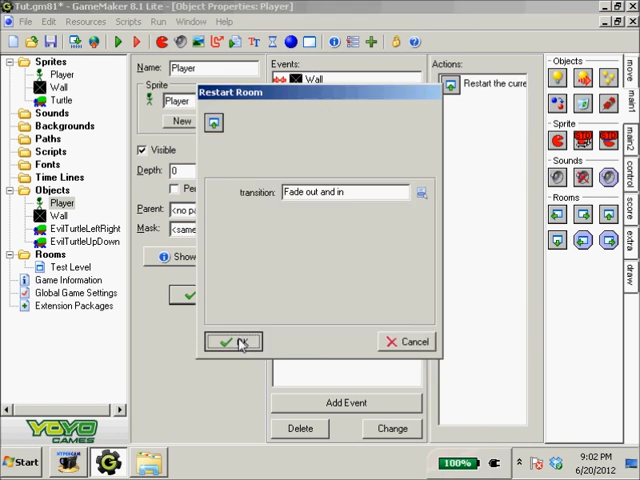 Tut.gm81* - GameMaker 8.1 Lite - [Object Properties: Player]
File Edit Resources Scripts Run Window Help
Sprites
Player
Wall
Turtle
Sounds
Backgrounds
Paths
Scripts
Fonts
Time Lines
Objects
Player
Wall
EvilTurtleLeftRight
EvilTurtleUpDown
Rooms
Test Level
Game Information
Global Game Settings
Extension Packages
YOYO
GAMES
Name: Player
Sprite
Player
New
Visible
Depth: 0
Parent: <no pa
Mask: <same
Show
Events:
Wall
Restart Room
transition: Fade out and in
Cancel
Add Event
Delete Change
Actions:
Restart the curre
Objects
Sprite
Sounds
Rooms
move
main1
main2
control
score
extra
draw
Start
HYPERCAM
100%
9:02 PM
6/20/2012